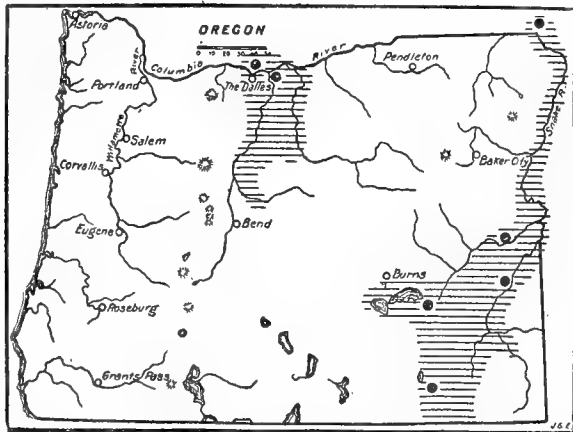 OREGON
Astoria
River
Columbia
River
Pendleton
Portland
The Dalles
Snake R.
Willamette
Salem
Baker City
Corvallis
Eugene
Bend
Burns
Roseburg
Grants Pass